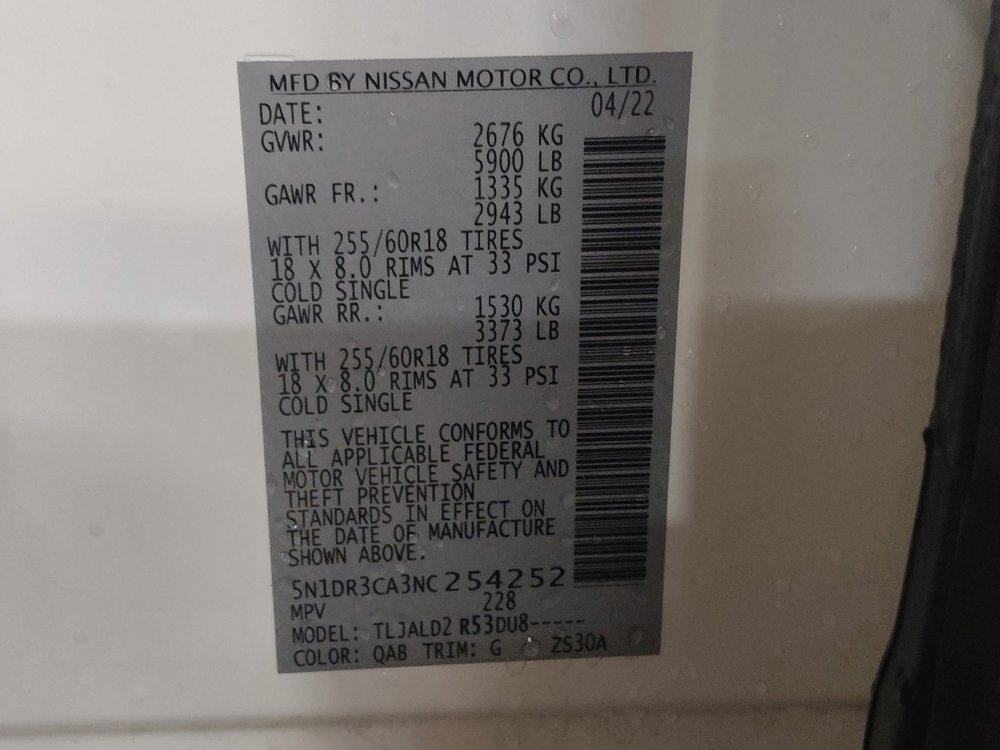 MFD BY NISSAN MOTOR CO., LTD.
DATE: 04/22
GVWR: 2676 KG
5900 LB
GAWR FR.: 1335 KG
2943 LB
WITH 255/60R18 TIRES
18 X 8.0 RIMS AT 33 PSI
COLD SINGLE
GAWR RR.: 1530 KG
3373 LB
WITH 255/60R18 TIRES
18 X 8.0 RIMS AT 33 PSI
COLD SINGLE
THIS VEHICLE CONFORMS TO
ALL APPLICABLE FEDERAL
MOTOR VEHICLE SAFETY AND
THEFT PREVENTION
STANDARDS IN EFFECT ON
THE DATE OF MANUFACTURE
SHOWN ABOVE.
5N1DR3CA3NC254252
MPV 228
MODEL: TLJALD2 R53DU8-----
COLOR: QAB TRIM: G ZS30A